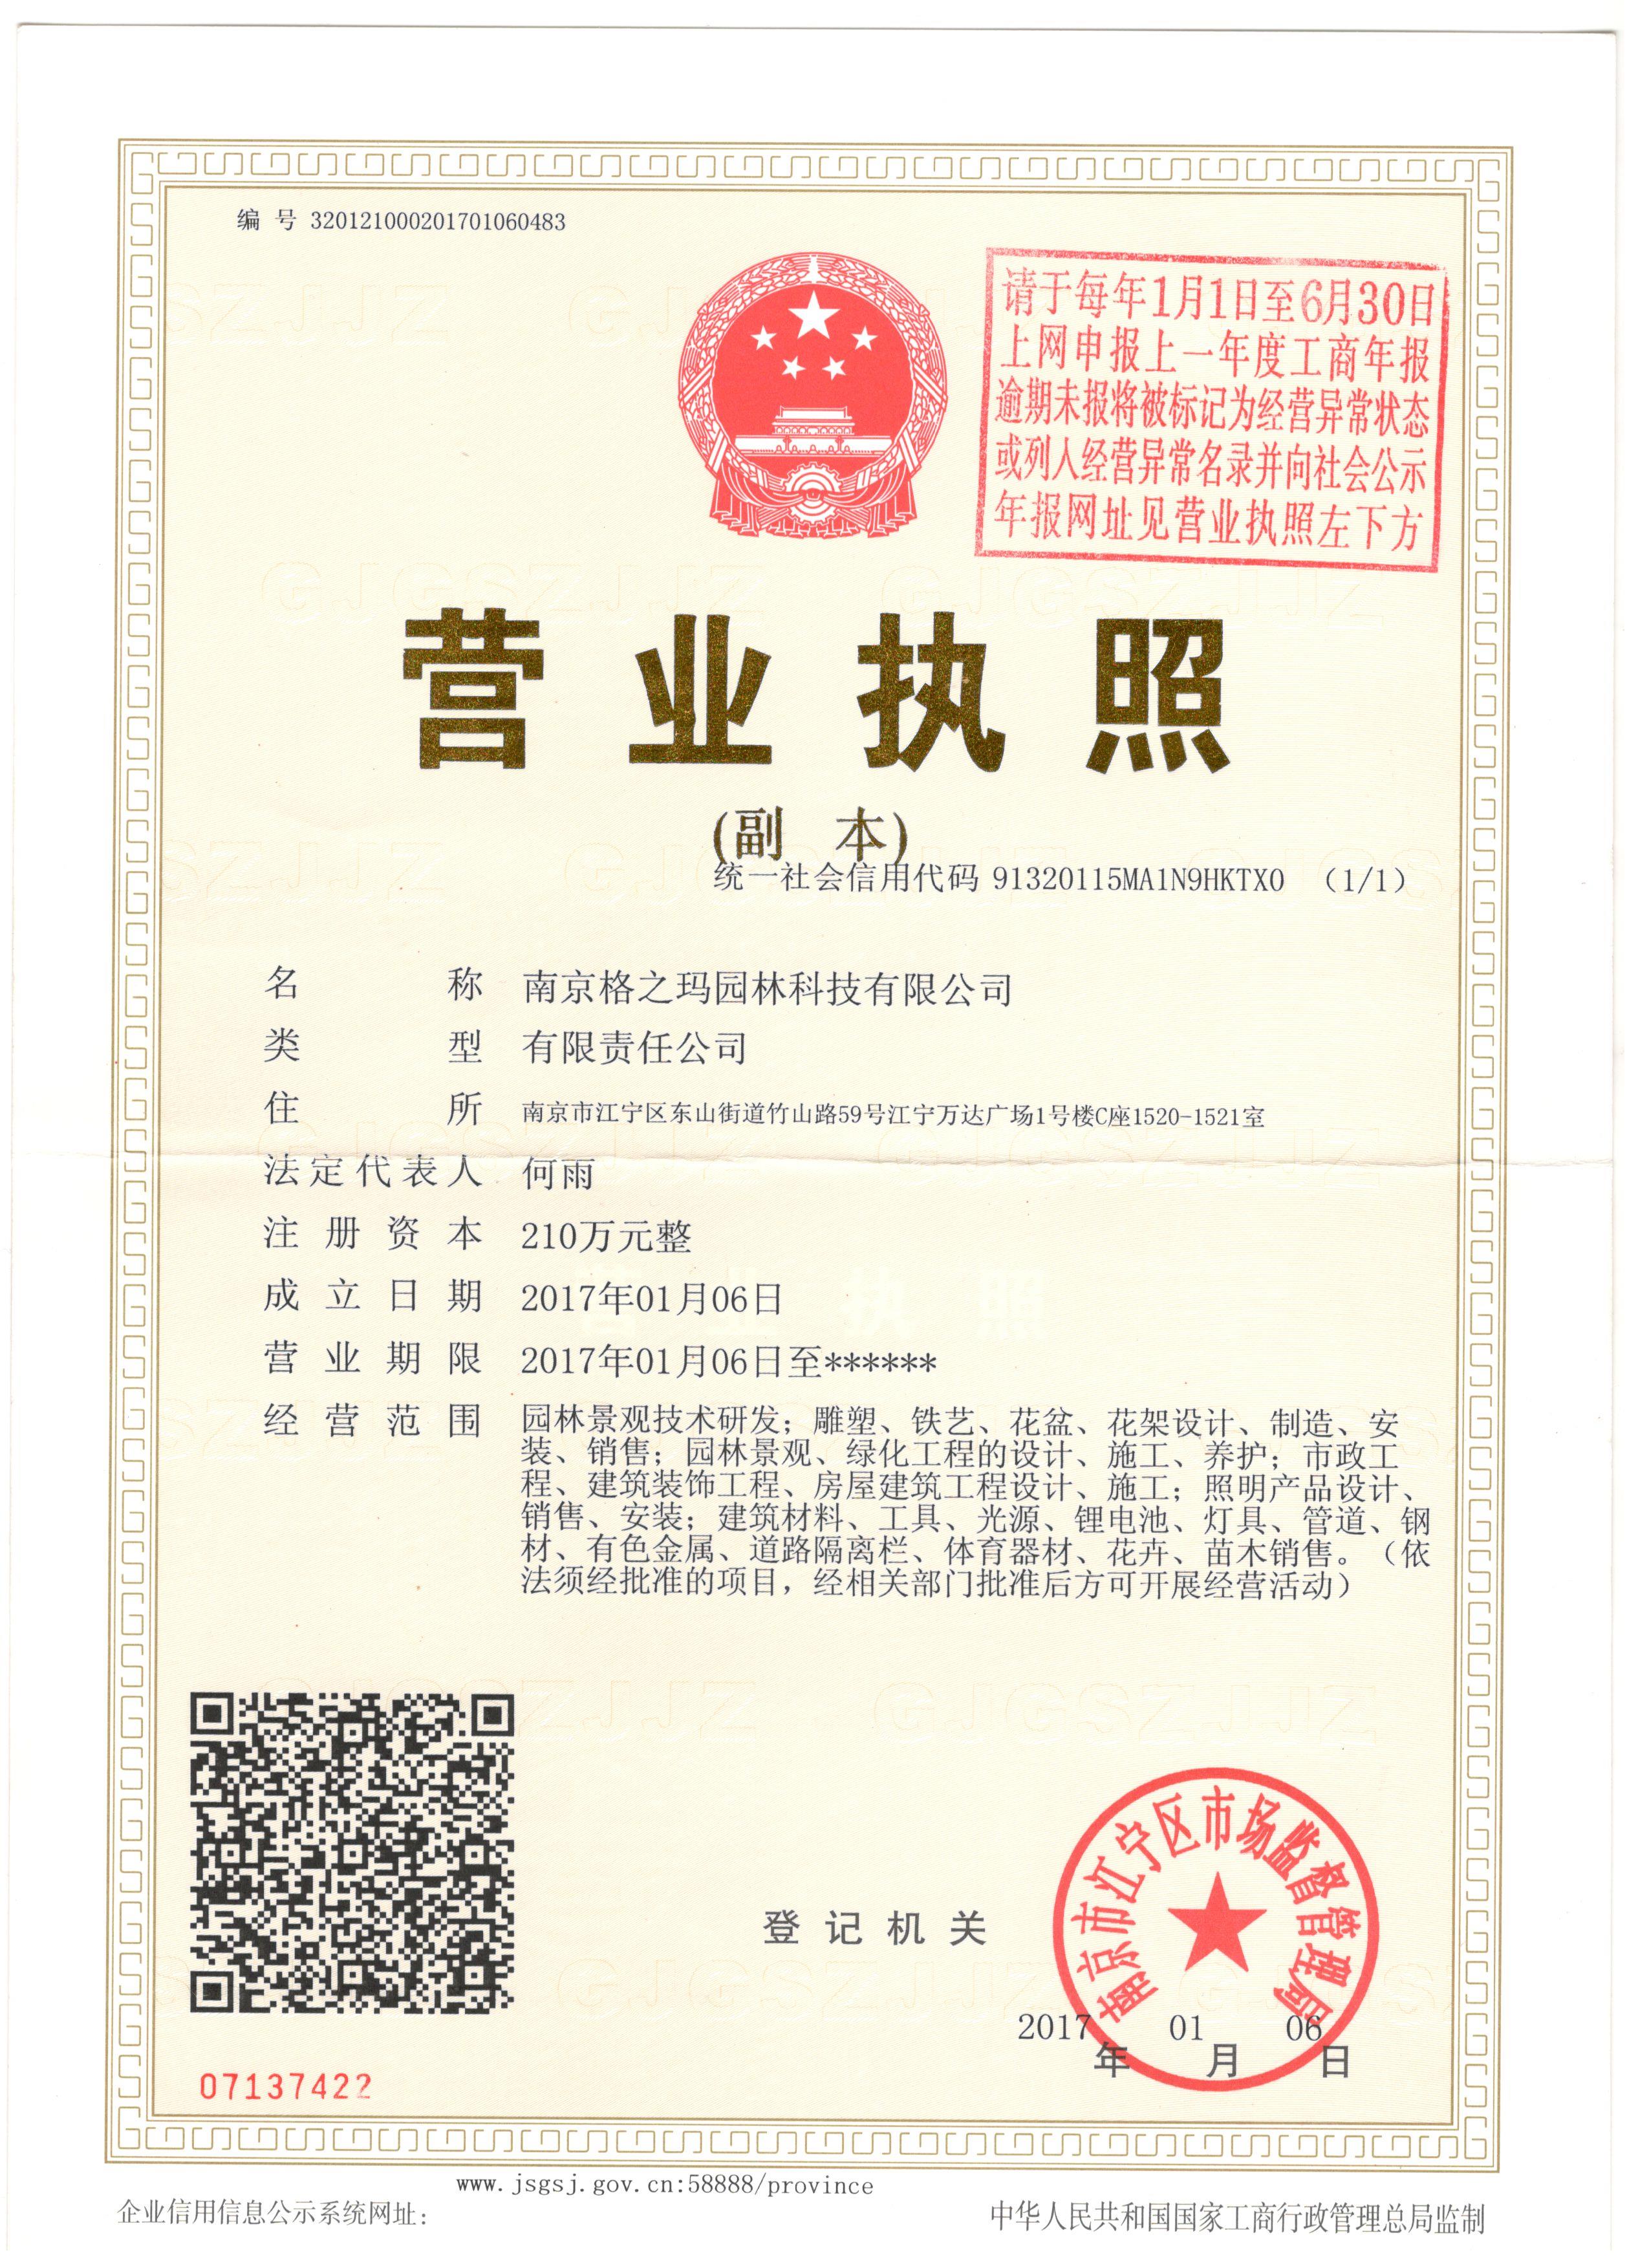 编 号 320121000201701060483
请于每年1月1日至6月30日
上网申报上一年度工商年报
逾期未报将被标记为经营异常状态
或列入经营异常名录并向社会公示
年报网址见营业执照左下方
营业执照
(副 本)
统一社会信用代码 91320115MA1N9HKTX0 （1/1）
名称 南京格之玛园林科技有限公司
类型 有限责任公司
住所 南京市江宁区东山街道竹山路59号江宁万达广场1号楼C座1520-1521室
法定代表人 何雨
注册资本 210万元整
成立日期 2017年01月06日
营业期限 2017年01月06日至******
经营范围 园林景观技术研发；雕塑、铁艺、花盆、花架设计、制造、安
装、销售；园林景观、绿化工程的设计、施工、养护；市政工
程、建筑装饰工程、房屋建筑工程设计、施工；照明产品设计、
销售、安装；建筑材料、工具、光源、锂电池、灯具、管道、钢
材、有色金属、道路隔离栏、体育器材、花卉、苗木销售。（依
法须经批准的项目，经相关部门批准后方可开展经营活动）
登记机关
南京市江宁区市场监督管理局
2017年 01月 06日
07137422
www.jsgsj.gov.cn:58888/province
企业信用信息公示系统网址：
中华人民共和国国家工商行政管理总局监制